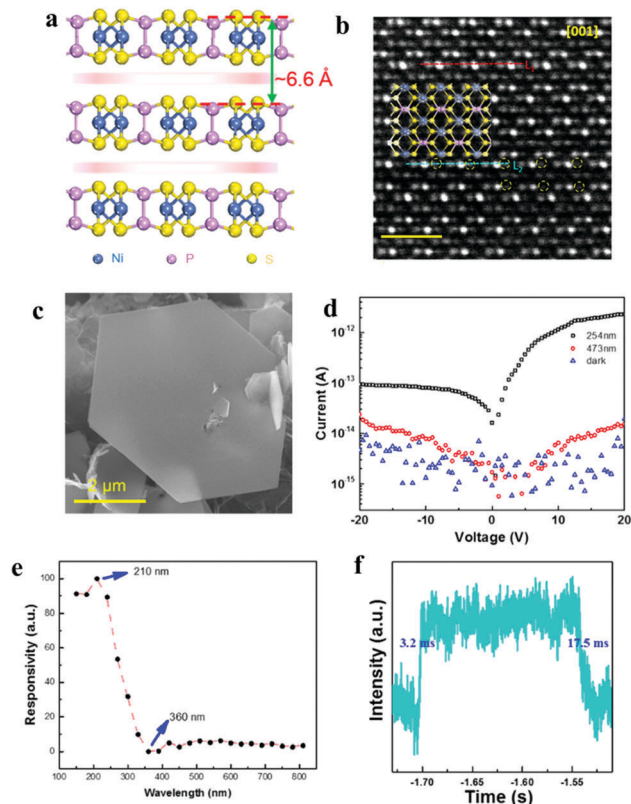 a
~6.6 Å
Ni
P
S
b
[001]
L₁
L₂
c
2 μm
d
Current (A)
10⁻¹²
10⁻¹³
10⁻¹⁴
10⁻¹⁵
254nm
473nm
dark
-20
-10
0
10
20
Voltage (V)
e
Responsivity (a.u.)
100
80
60
40
20
0
210 nm
360 nm
100
200
300
400
500
600
700
800
Wavelength (nm)
f
Intensity (a.u.)
3.2 ms
17.5 ms
-1.70
-1.65
-1.60
-1.55
Time (s)